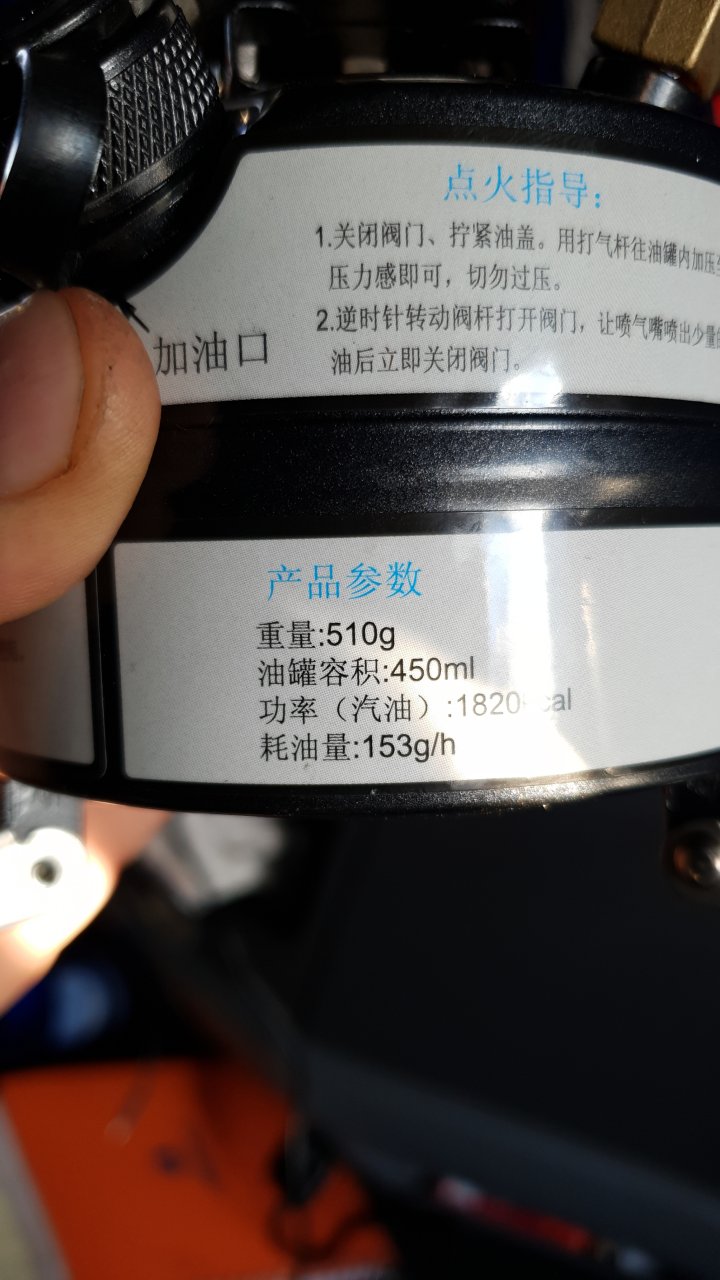 点火指导：
1.关闭阀门、拧紧油盖。用打气杆往油罐内加压至
压力感即可，切勿过压。
2.逆时针转动阀杆打开阀门，让喷气嘴喷出少量的
油后立即关闭阀门。
加油口
产品参数
重量:510g
油罐容积:450ml
功率（汽油）:1820 cal
耗油量:153g/h